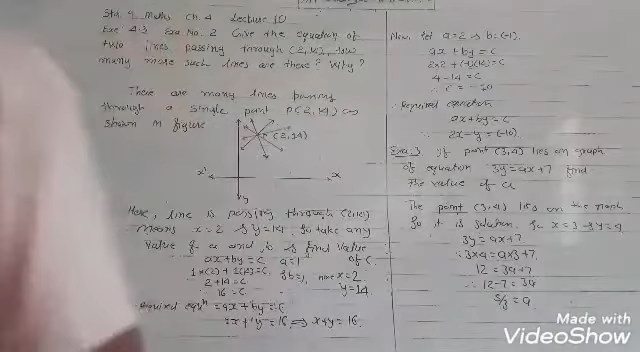 Std. 9 Maths Ch. 4 Lecture 10
Exe 4.3 Exa. No. 2 Give the equation of
two lines passing through (2,14), how
many more such lines are there? Why?
There are many lines passing
through a single point P(2,14) as
shown in figure
P(2,14)
x' x
y
Here, line is passing through (2,14)
means x = 2 & y = 14, so take any
value of a and b & find value
of C.
ax + by = C a = 1
1×(2) + 1(14) = C & b = 1, x = 2
2 + 14 = C y = 14
∴ 16 = C
Required eqn = ax + by = C
1x + 1y = 16 ⇒ x + y = 16
Now, let a = 2 & b = (-1),
ax + by = C
2×2 + (-1)(14) = C
4 - 14 = C
∴ C = -10
∴ Required equation
ax + by = C
∴ 2x - y = (-10)
Exa: 3 If point (3,4) lies on graph
of equation 3y = ax + 7 find
the value of a
The point (3,4) lies on the graph
So it is solution. So x = 3 & y = 4
3y = ax + 7
∴ 3×4 = a×3 + 7
12 = 3a + 7
∴ 12 - 7 = 3a
5/3 = a
Made with
VideoShow